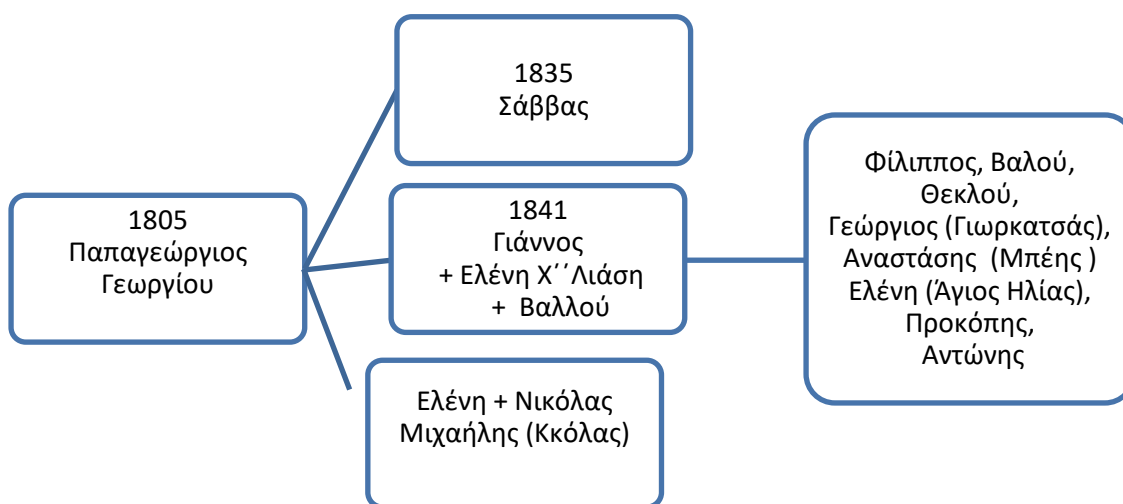 1805
Παπαγεώργιος
Γεωργίου
1835
Σάββας
1841
Γιάννος
+ Ελένη Χ΄΄Λιάση
+ Βαλλού
Ελένη + Νικόλας
Μιχαήλης (Κκόλας)
Φίλιππος, Βαλού,
Θεκλού,
Γεώργιος (Γιωρκατσάς),
Αναστάσης (Μπέης )
Ελένη (Άγιος Ηλίας),
Προκόπης,
Αντώνης